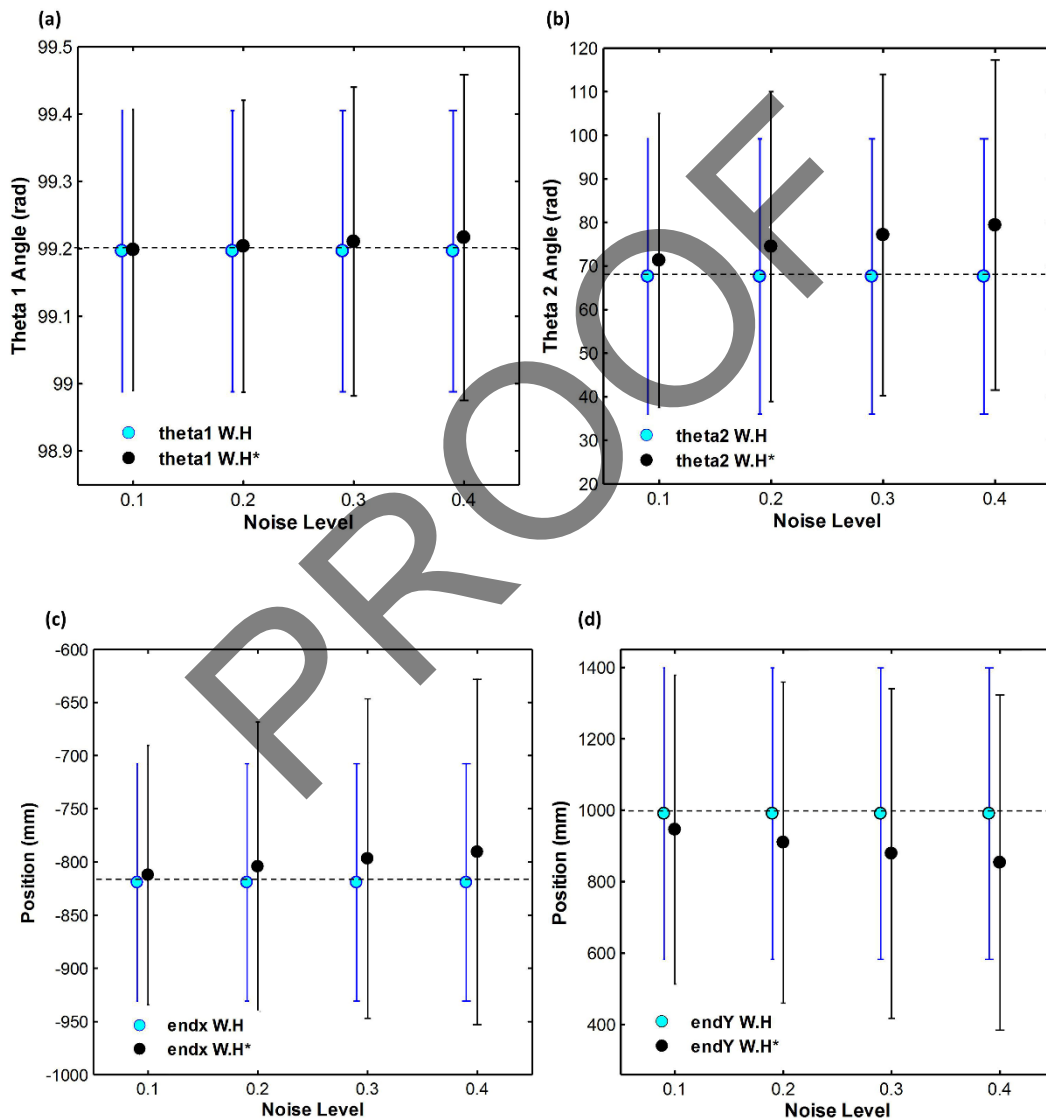 (a)
99.5
99.4
99.3
99.2
99.1
99
98.9
Theta 1 Angle (rad)
theta1 W.H
theta1 W.H*
0.1 0.2 0.3 0.4
Noise Level
(b)
120
110
100
90
80
70
60
50
40
30
20
Theta 2 Angle (rad)
theta2 W.H
theta2 W.H*
0.1 0.2 0.3 0.4
Noise Level
PROOF
(c)
-600
-650
-700
-750
-800
-850
-900
-950
-1000
Position (mm)
endx W.H
endx W.H*
0.1 0.2 0.3 0.4
Noise Level
(d)
1400
1200
1000
800
600
400
Position (mm)
endY W.H
endY W.H*
0.1 0.2 0.3 0.4
Noise Level